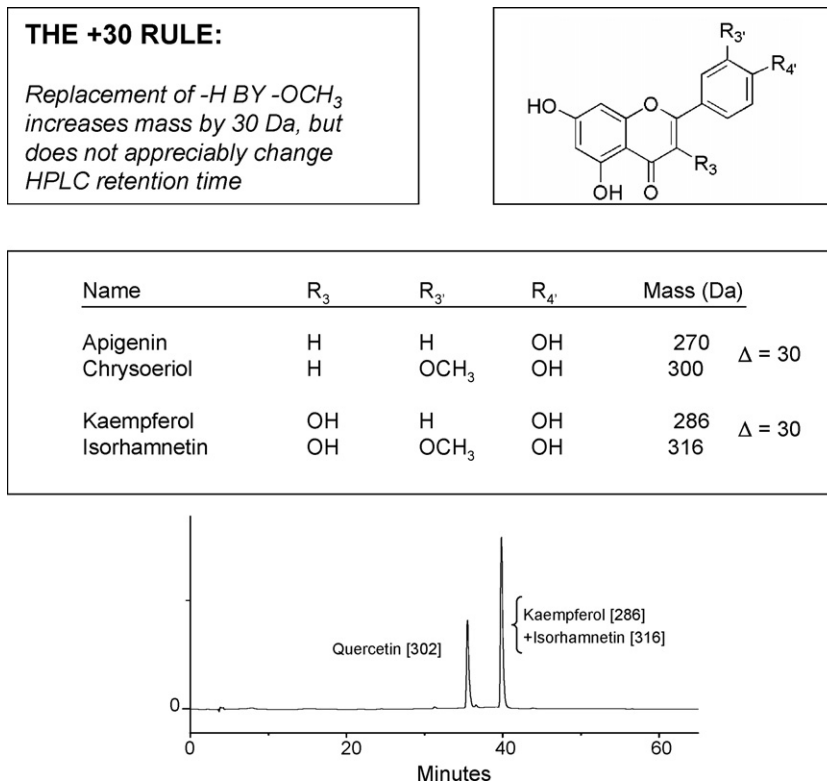 THE +30 RULE:
Replacement of -H BY -OCH₃
increases mass by 30 Da, but
does not appreciably change
HPLC retention time
R₃'
R₄'
HO
O
R₃
OH
O
Name R₃ R₃' R₄' Mass (Da)
Apigenin H H OH 270
Δ = 30
Chrysoeriol H OCH₃ OH 300
Kaempferol OH H OH 286
Δ = 30
Isorhamnetin OH OCH₃ OH 316
Quercetin [302]
Kaempferol [286]
+Isorhamnetin [316]
0
0 20 40 60
Minutes